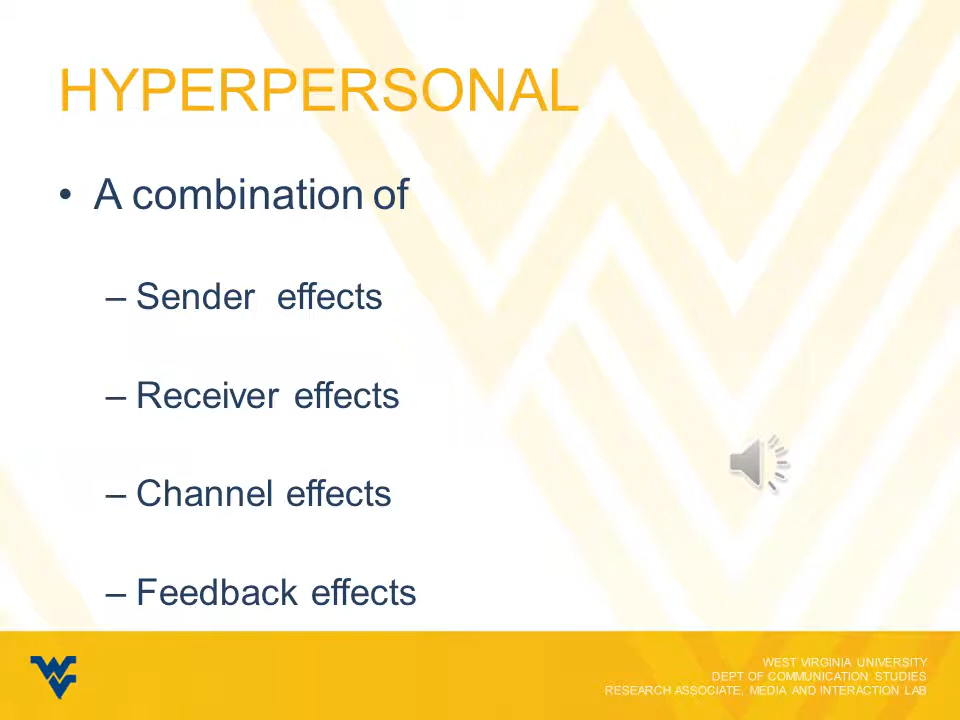 HYPERPERSONAL
• A combination of
– Sender effects
– Receiver effects
– Channel effects
– Feedback effects
WEST VIRGINIA UNIVERSITY
DEPT OF COMMUNICATION STUDIES
RESEARCH ASSOCIATE, MEDIA AND INTERACTION LAB